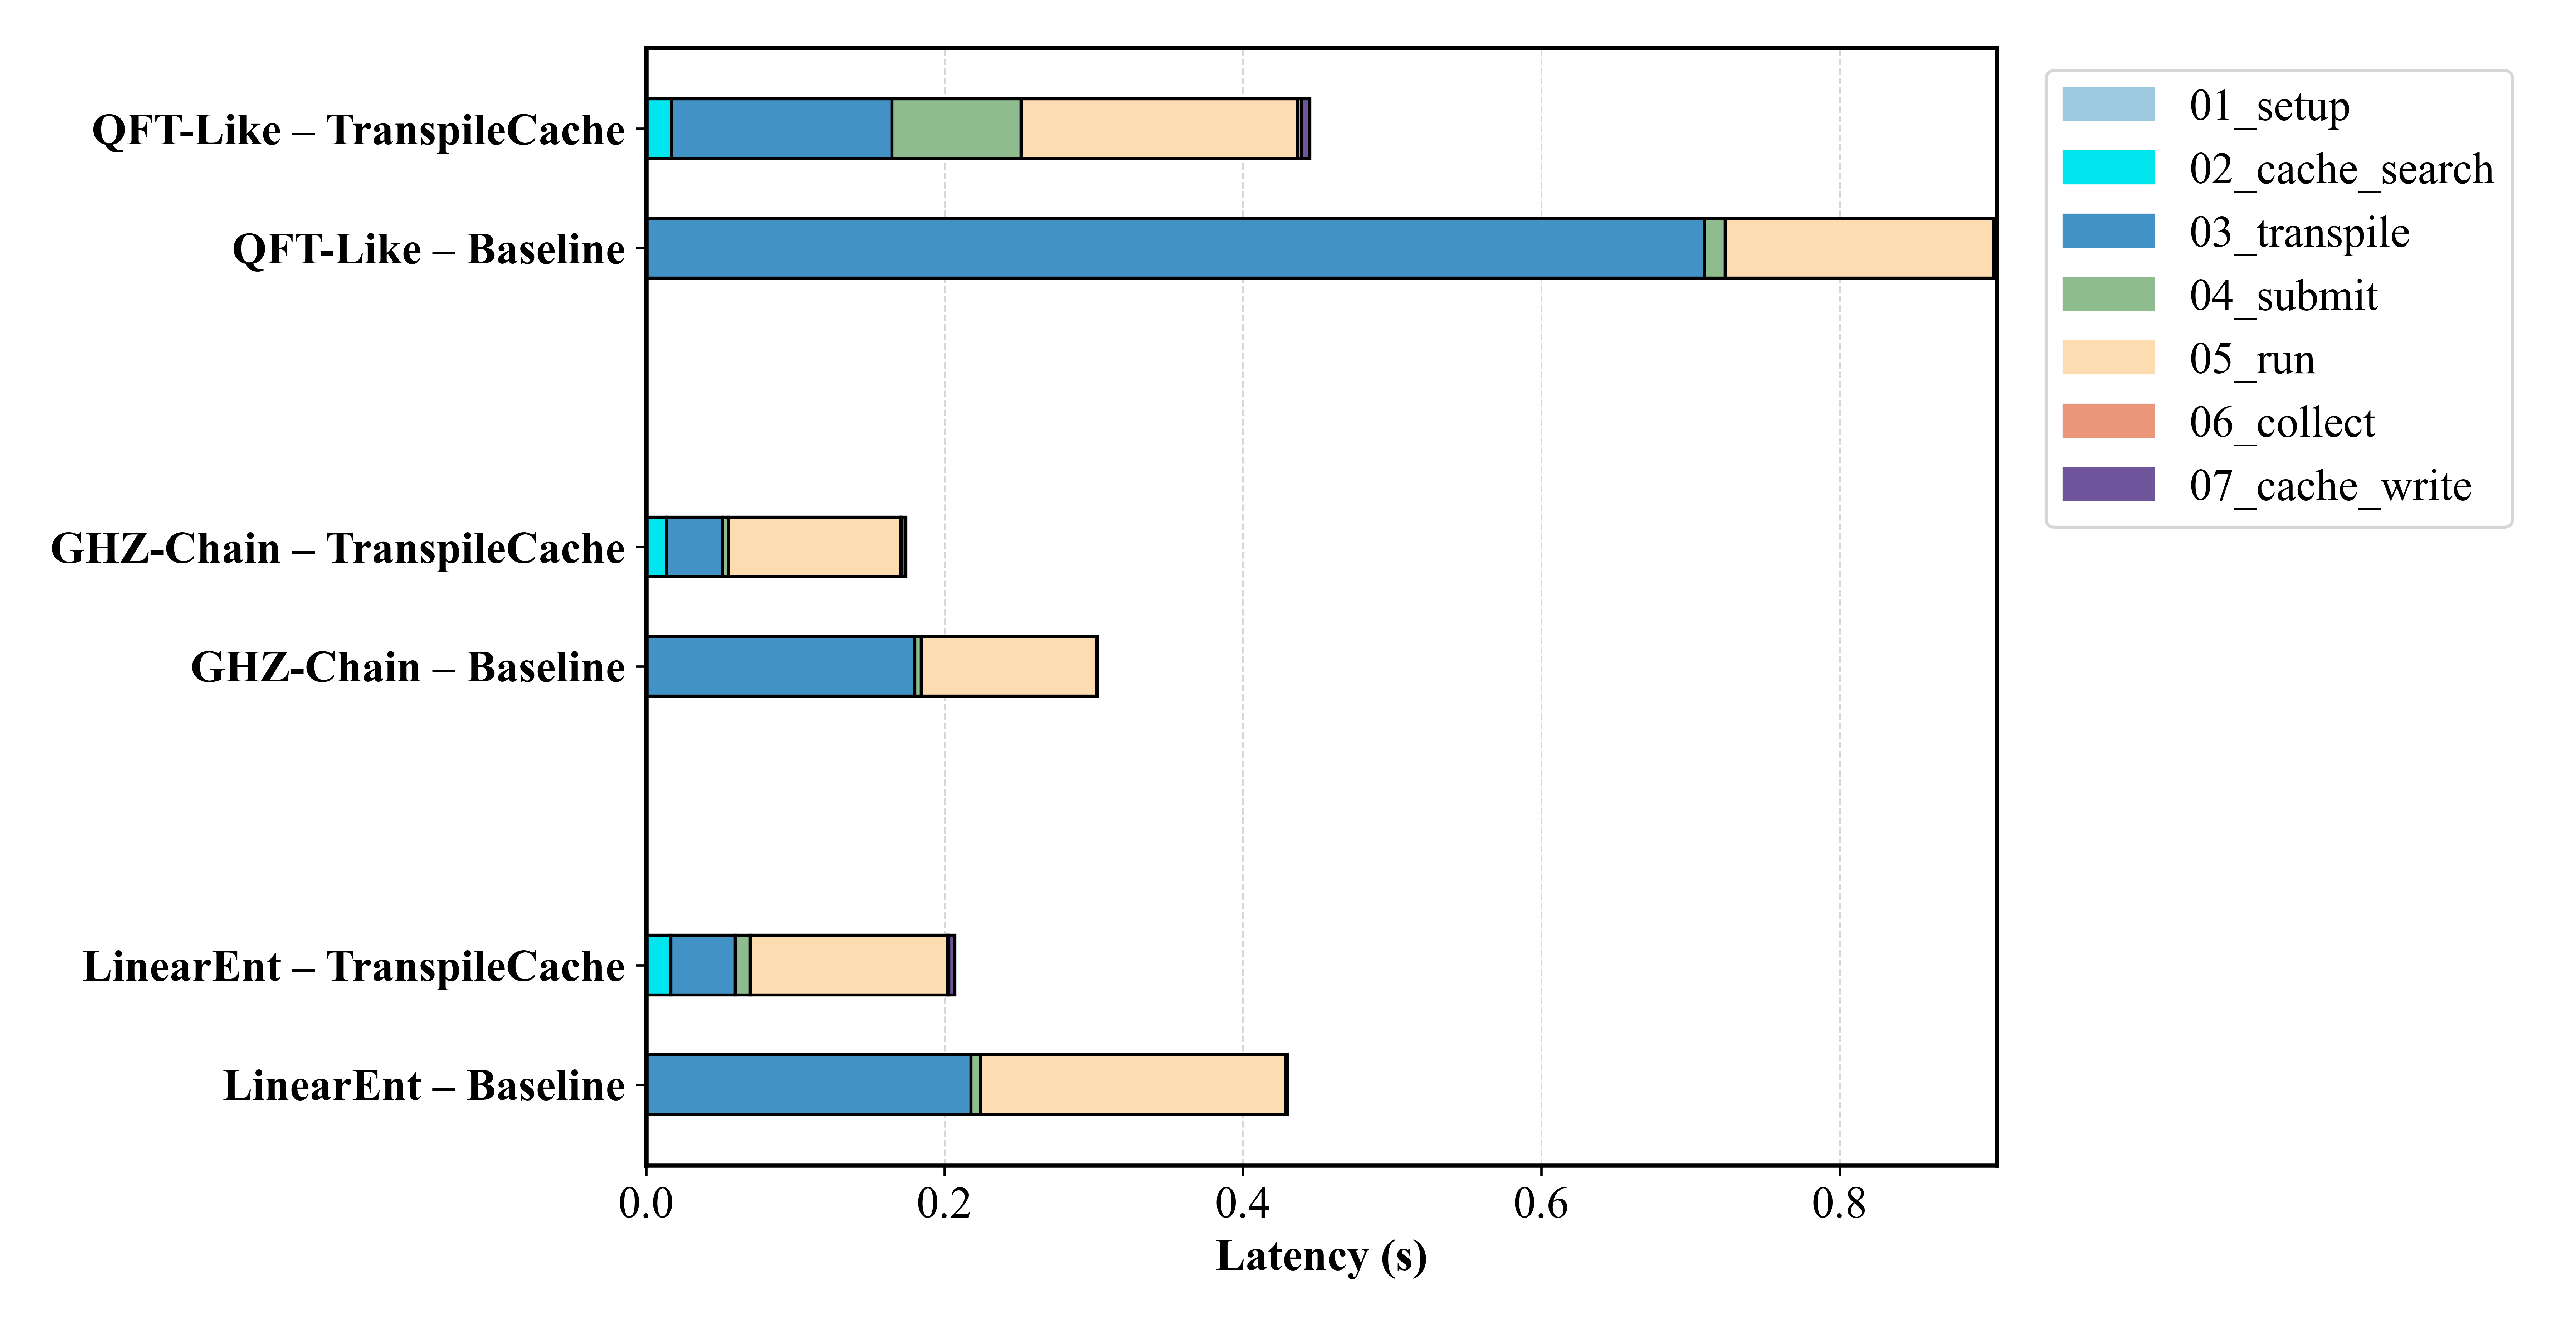 QFT-Like – TranspileCache
QFT-Like – Baseline
GHZ-Chain – TranspileCache
GHZ-Chain – Baseline
LinearEnt – TranspileCache
LinearEnt – Baseline
0.0 0.2 0.4 0.6 0.8
Latency (s)
01_setup
02_cache_search
03_transpile
04_submit
05_run
06_collect
07_cache_write